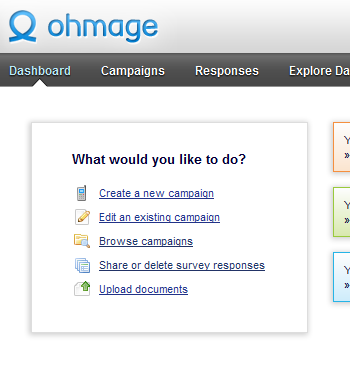 ohmage
Dashboard Campaigns Responses Explore Da
What would you like to do?
Create a new campaign
Edit an existing campaign
Browse campaigns
Share or delete survey responses
Upload documents
Y
»
Y
»
Y
»